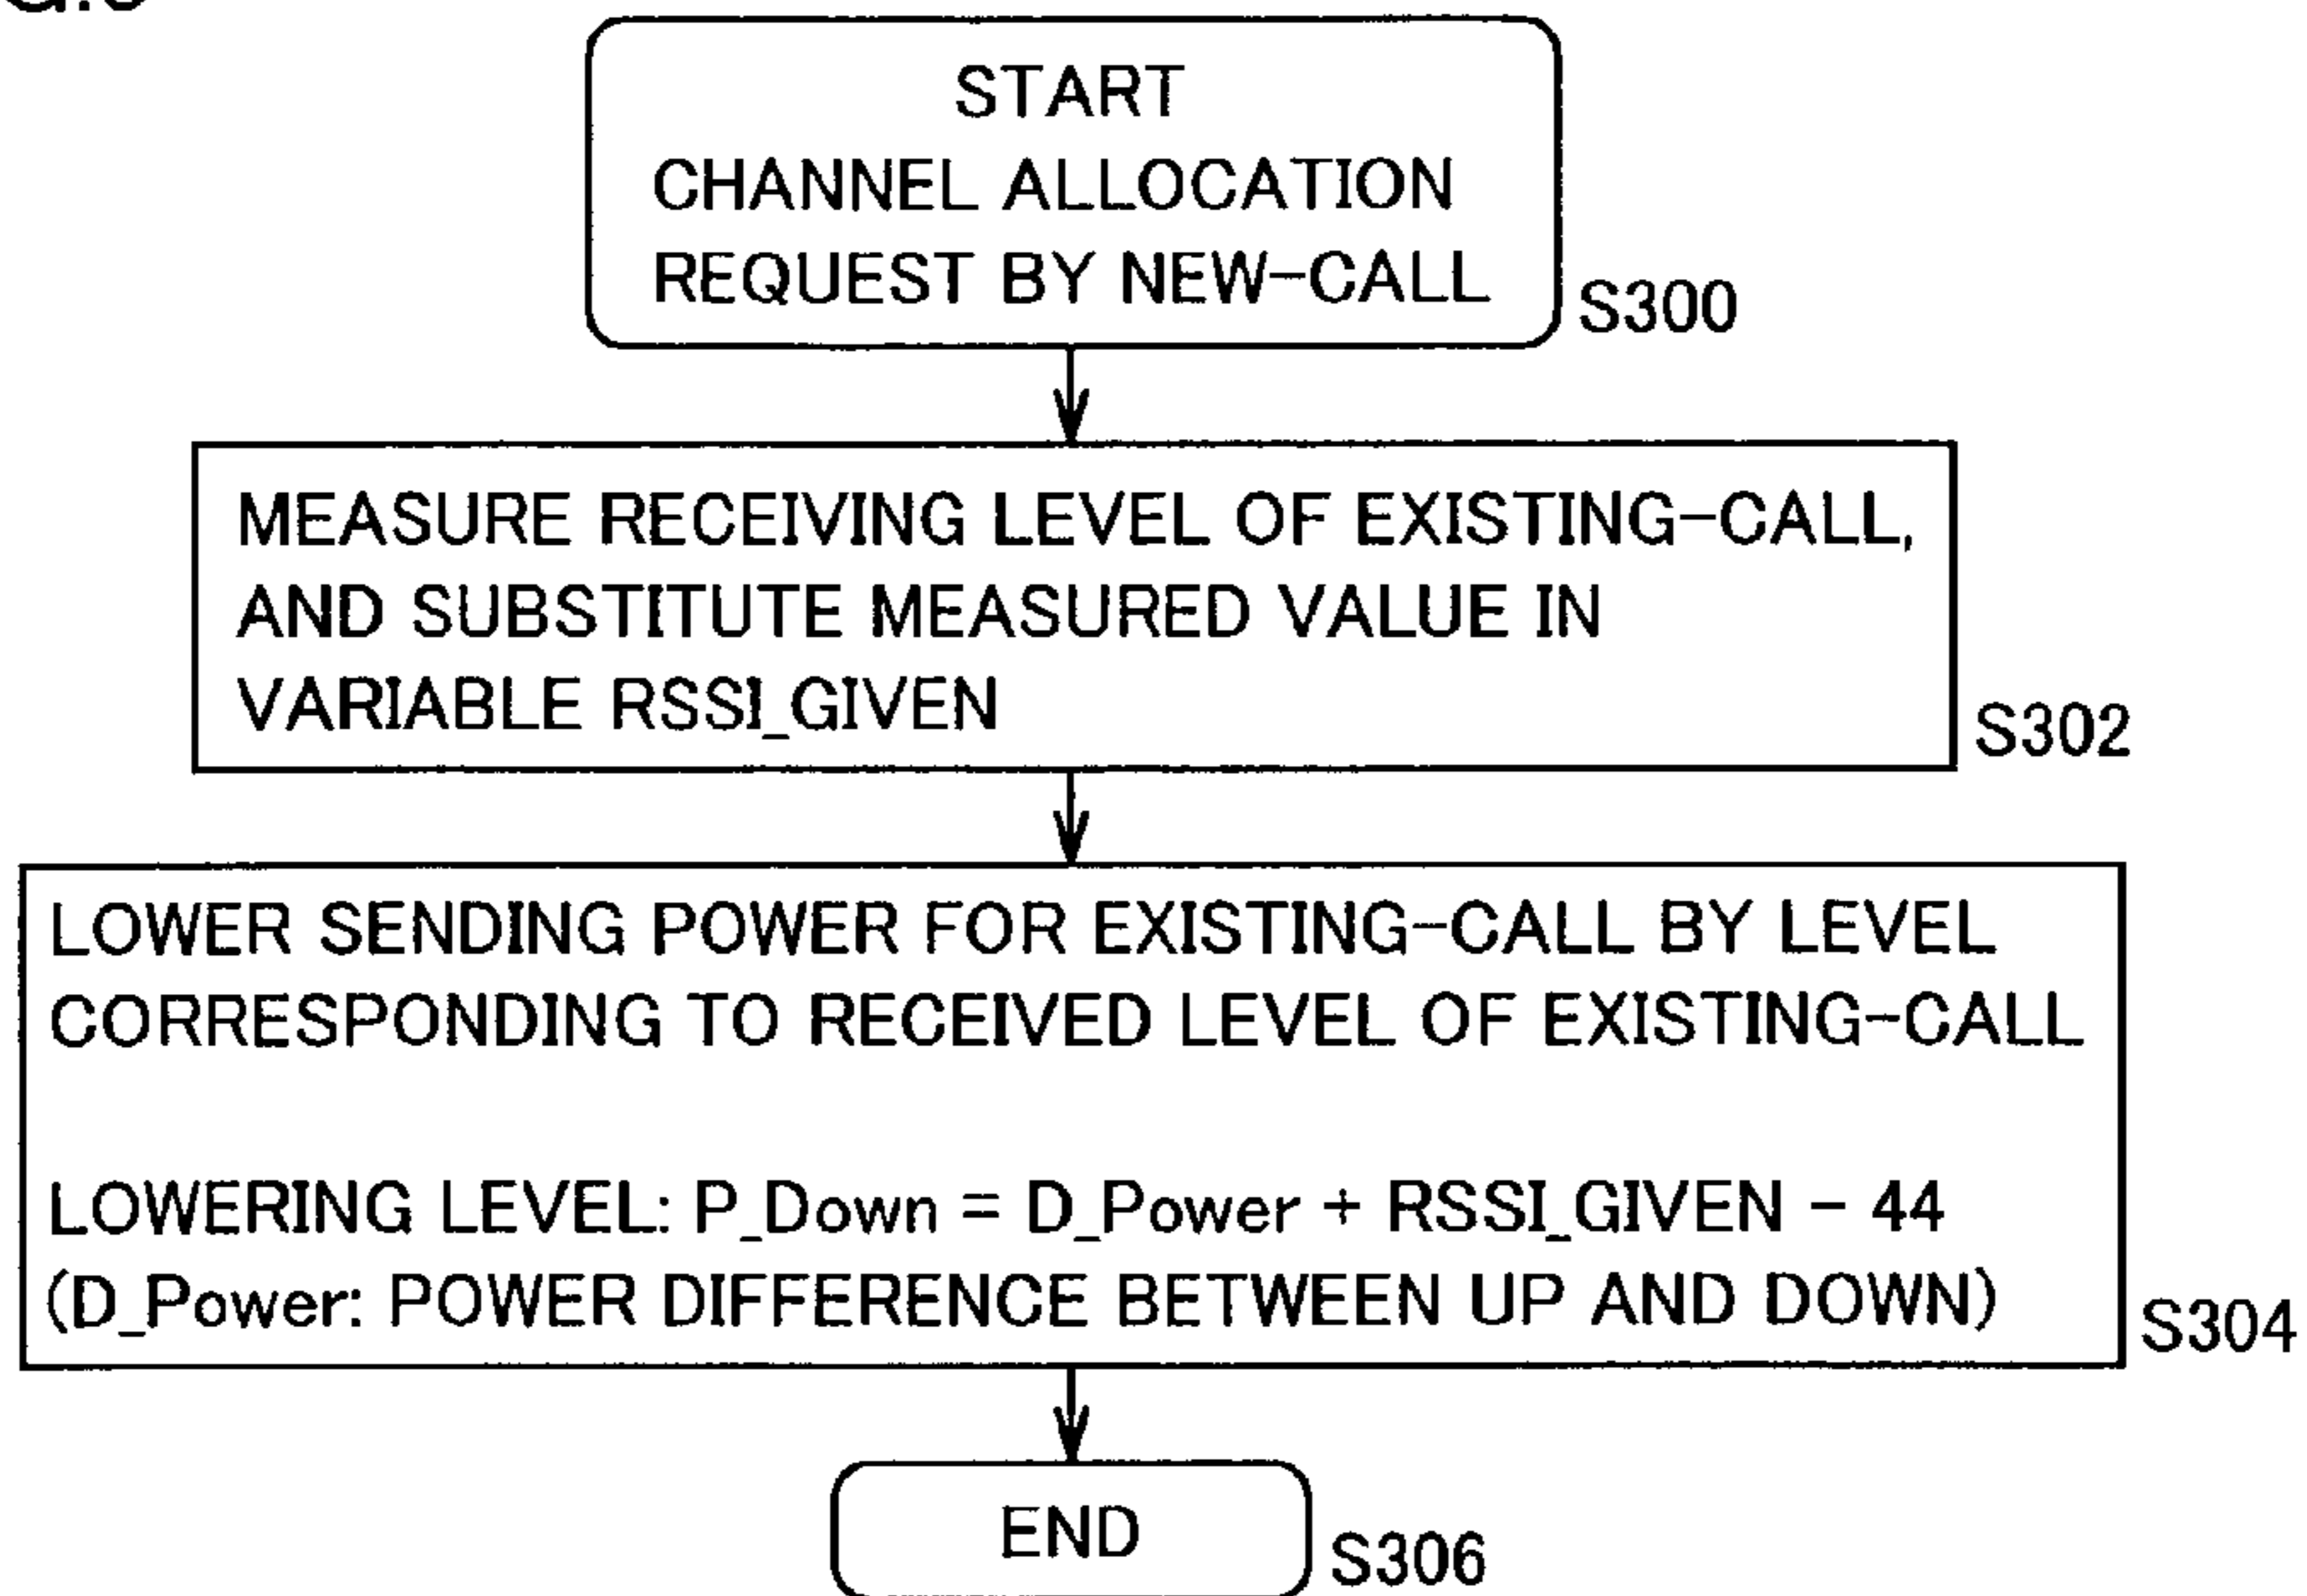 START
CHANNEL ALLOCATION
REQUEST BY NEW-CALL
S300
MEASURE RECEIVING LEVEL OF EXISTING-CALL,
AND SUBSTITUTE MEASURED VALUE IN
VARIABLE RSSI_GIVEN
S302
LOWER SENDING POWER FOR EXISTING-CALL BY LEVEL
CORRESPONDING TO RECEIVED LEVEL OF EXISTING-CALL
LOWERING LEVEL: P_Down = D_Power + RSSI_GIVEN - 44
(D_Power: POWER DIFFERENCE BETWEEN UP AND DOWN)
S304
END
S306